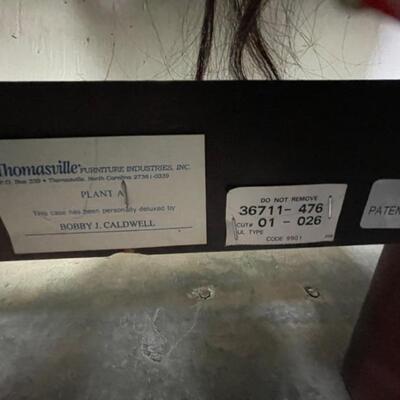 Thomasville FURNITURE INDUSTRIES, INC.
P.O. Box 339 • Thomasville, North Carolina 27361-0339
PLANT A
This case has been personally deluxed by
BOBBY J. CALDWELL
DO NOT REMOVE
36711- 476
CUT# 01 - 026
UL TYPE
CODE 9901
PATEN